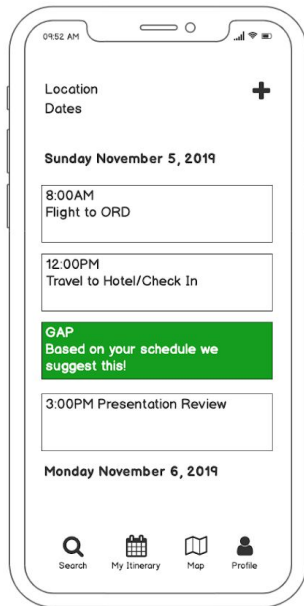 09:52 AM
Location
Dates
Sunday November 5, 2019
8:00AM
Flight to ORD
12:00PM
Travel to Hotel/Check In
GAP
Based on your schedule we
suggest this!
3:00PM Presentation Review
Monday November 6, 2019
Search My Itinerary Map Profile